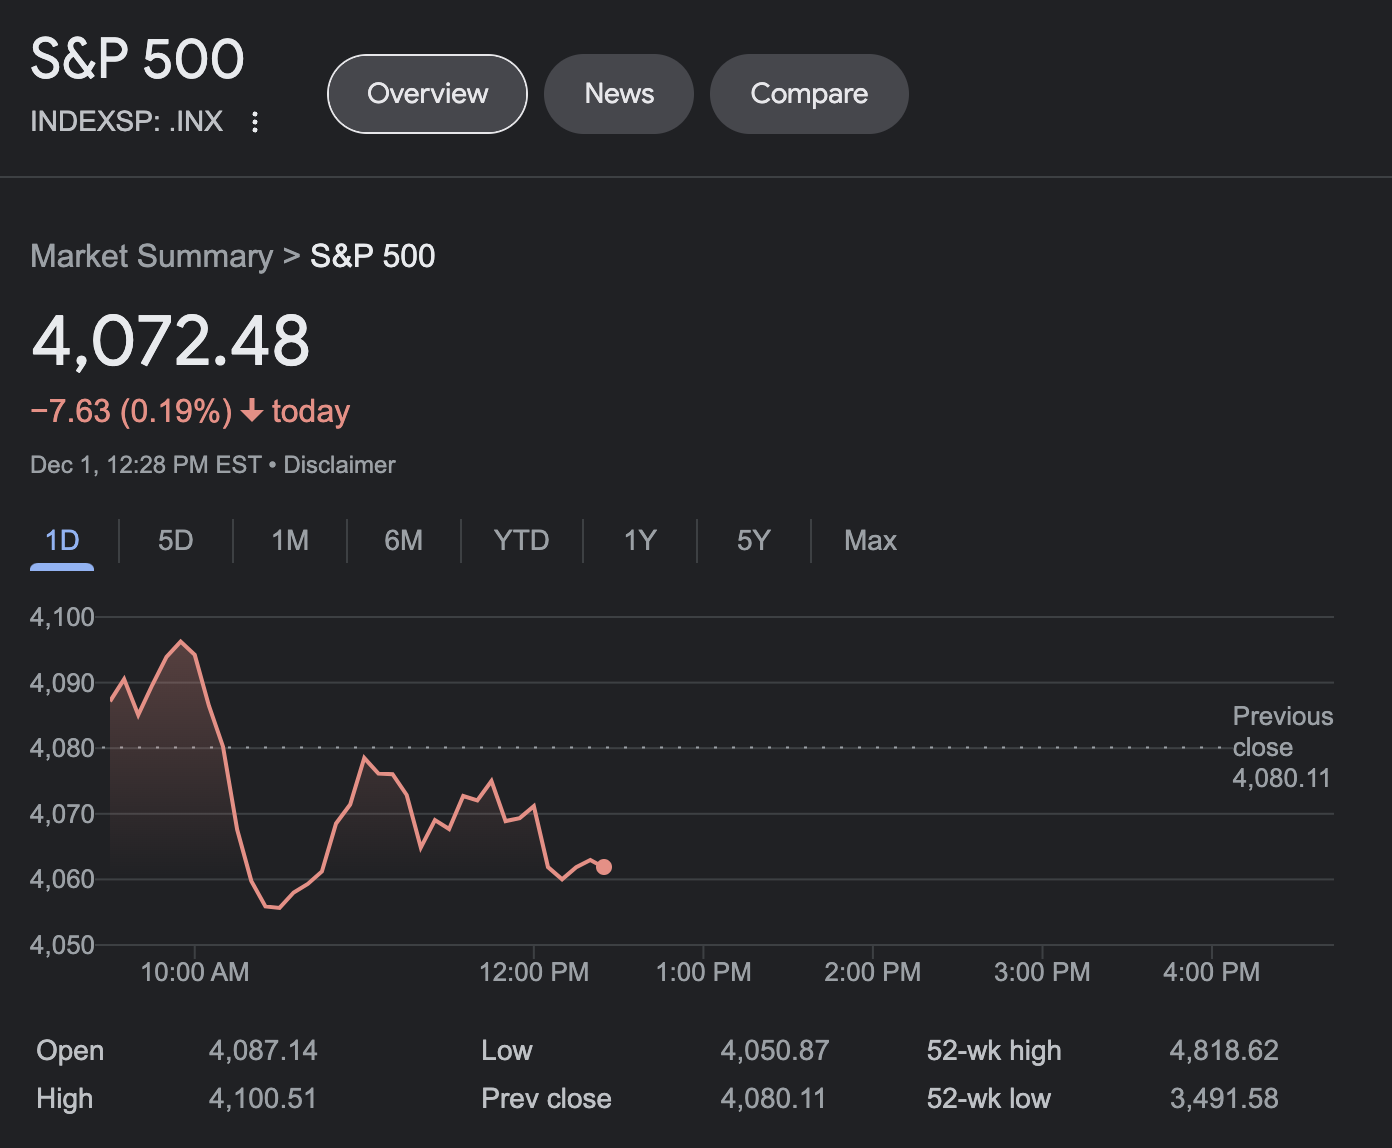 S&P 500
INDEXSP: .INX
Overview
News
Compare
Market Summary > S&P 500
4,072.48
−7.63 (0.19%) today
Dec 1, 12:28 PM EST • Disclaimer
1D 5D 1M 6M YTD 1Y 5Y Max
4,100
4,090
4,080
4,070
4,060
4,050
Previous
close
4,080.11
10:00 AM 12:00 PM 1:00 PM 2:00 PM 3:00 PM 4:00 PM
Open 4,087.14 Low 4,050.87 52-wk high 4,818.62
High 4,100.51 Prev close 4,080.11 52-wk low 3,491.58